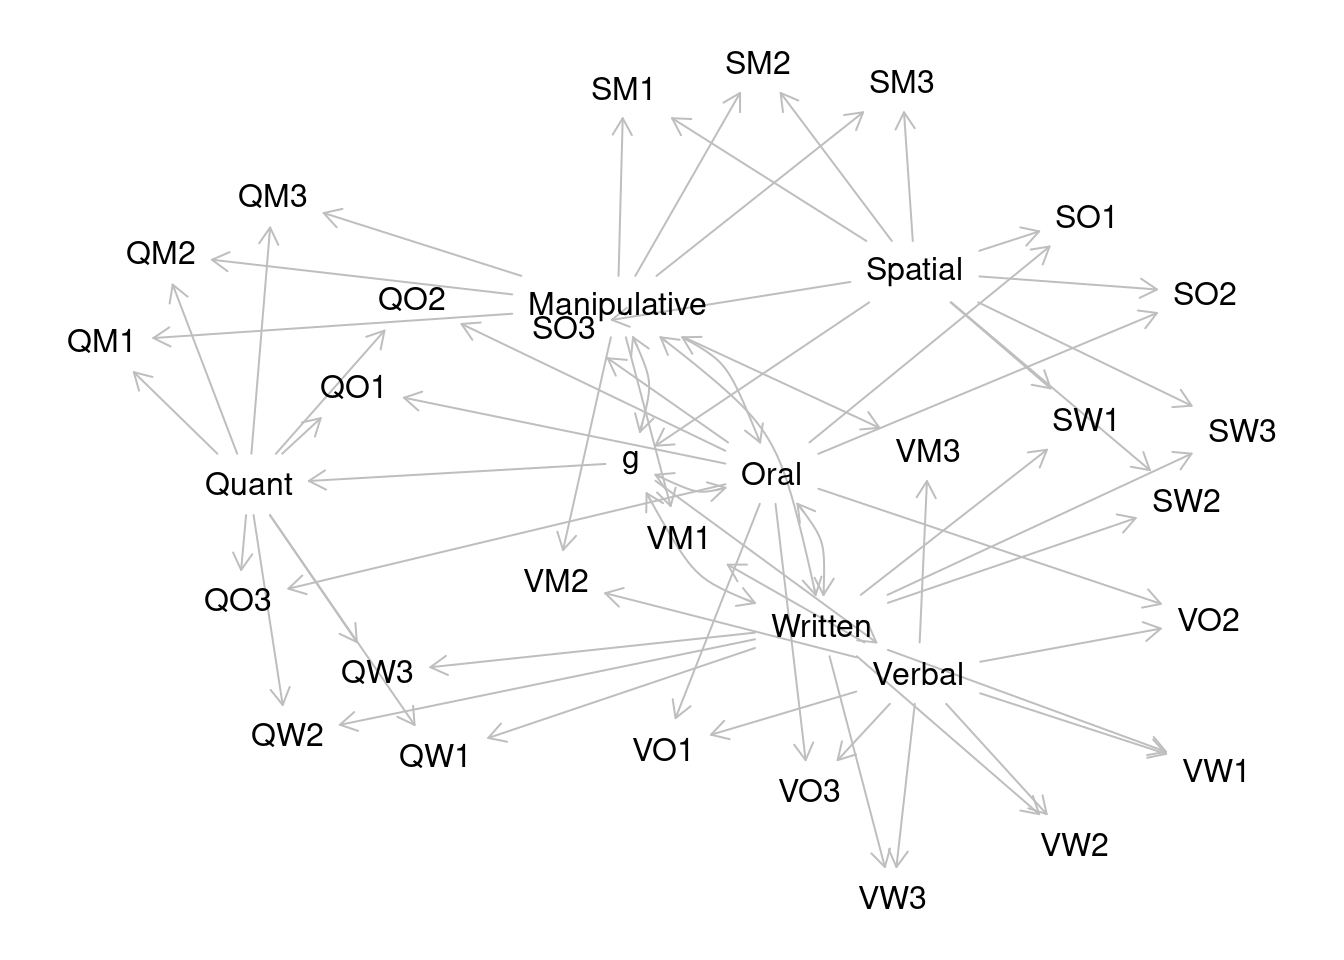 SM2
SM3
SM1
QM3
SO1
QM2
Spatial
SO2
QO2
Manipulative
SO3
QM1
QO1
SW1
SW3
VM3
g
Oral
Quant
SW2
VM1
VM2
QO3
VO2
Written
QW3
Verbal
QW2
VO1
QW1
VW1
VO3
VW2
VW3